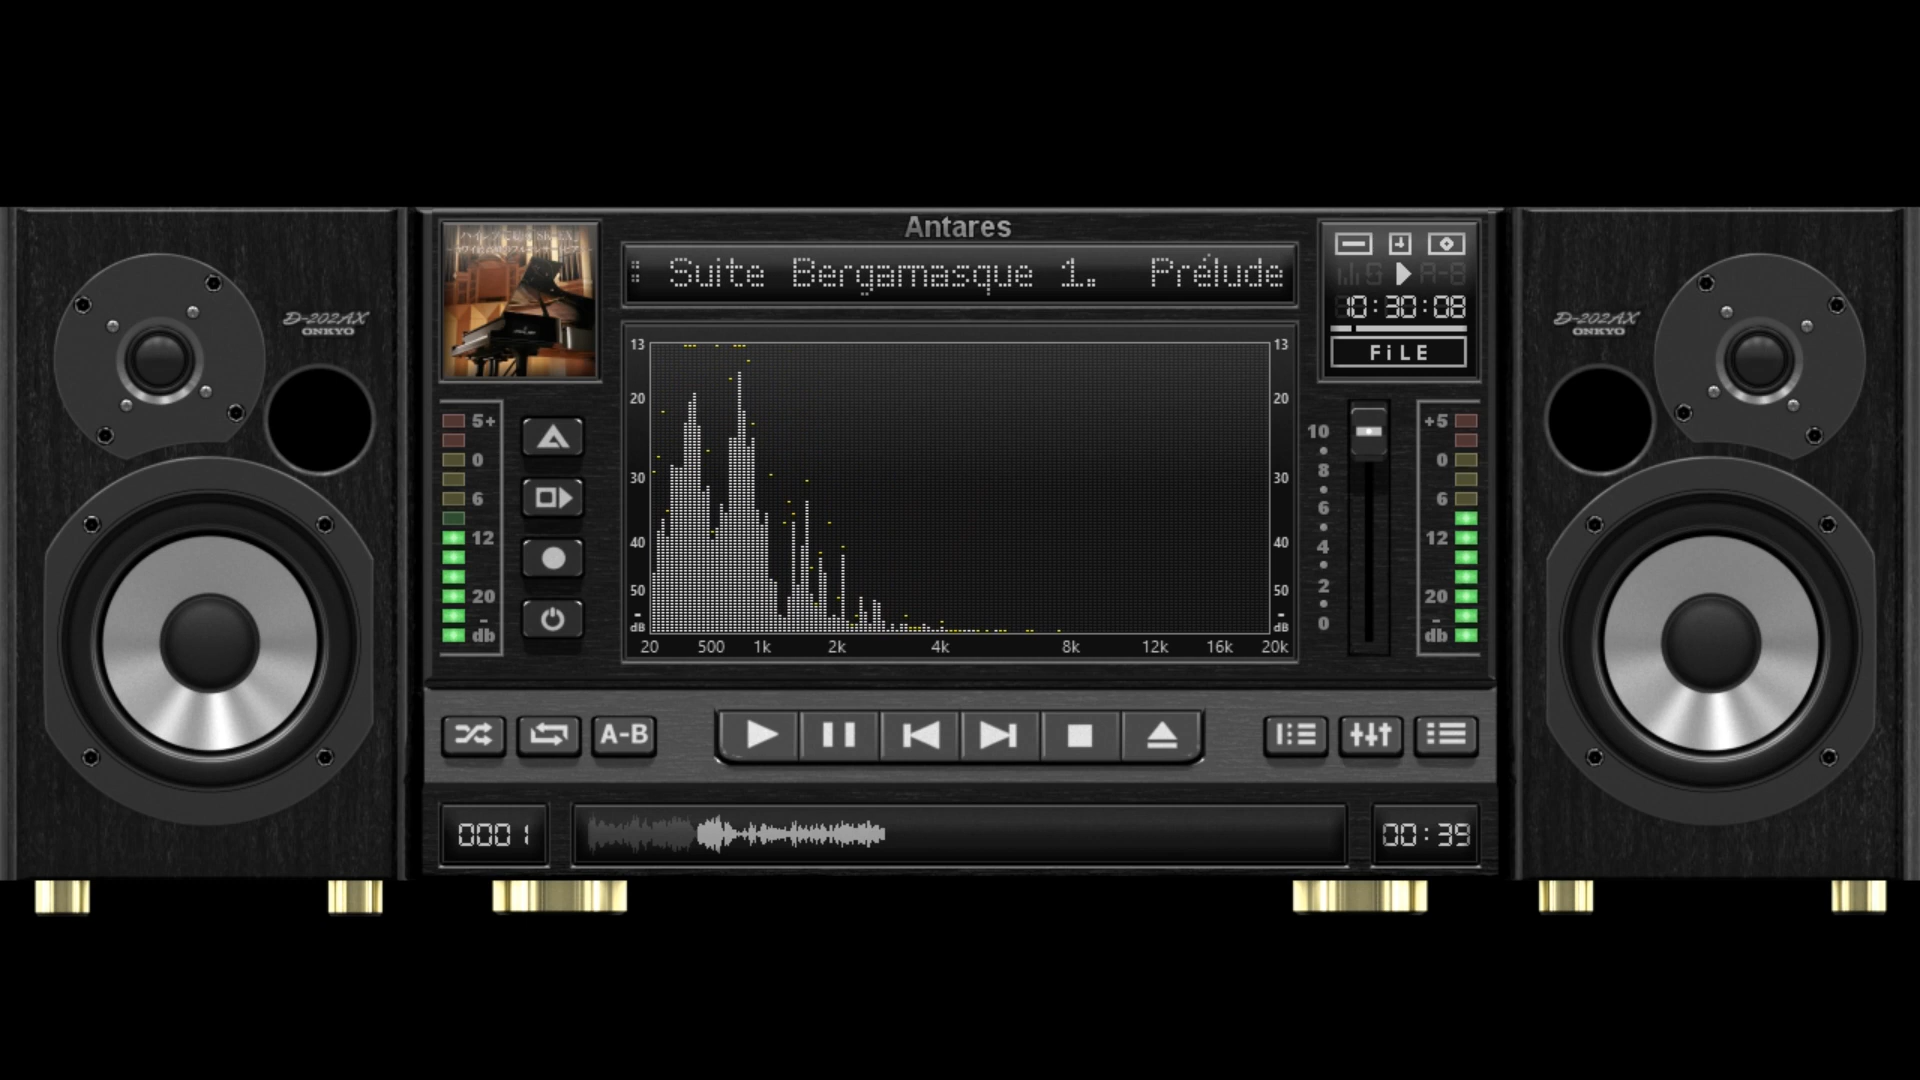 Antares
: Suite Bergamasque 1. Prélude
A-B
10:30:08
FiLE
D-202AX
ONKYO
D-202AX
ONKYO
13
20
30
40
50
-
dB
13
20
30
40
50
-
dB
20 500 1k 2k 4k 8k 12k 16k 20k
5+
0
6
12
20
-
db
10
8
6
4
2
0
+5
0
6
12
20
-
db
A-B
0001
00:39